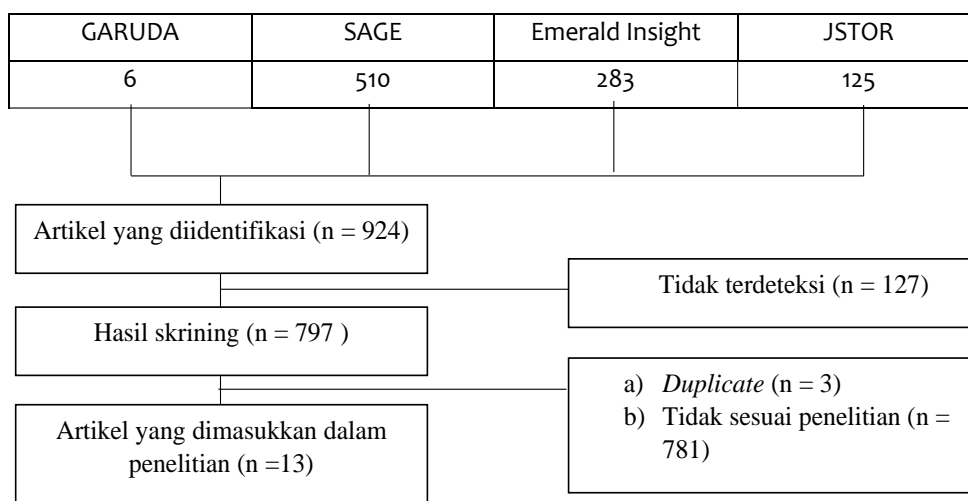 GARUDA SAGE Emerald Insight JSTOR
6 510 283 125
Artikel yang diidentifikasi (n = 924)
Tidak terdeteksi (n = 127)
Hasil skrining (n = 797 )
a) Duplicate (n = 3)
b) Tidak sesuai penelitian (n =
781)
Artikel yang dimasukkan dalam
penelitian (n =13)